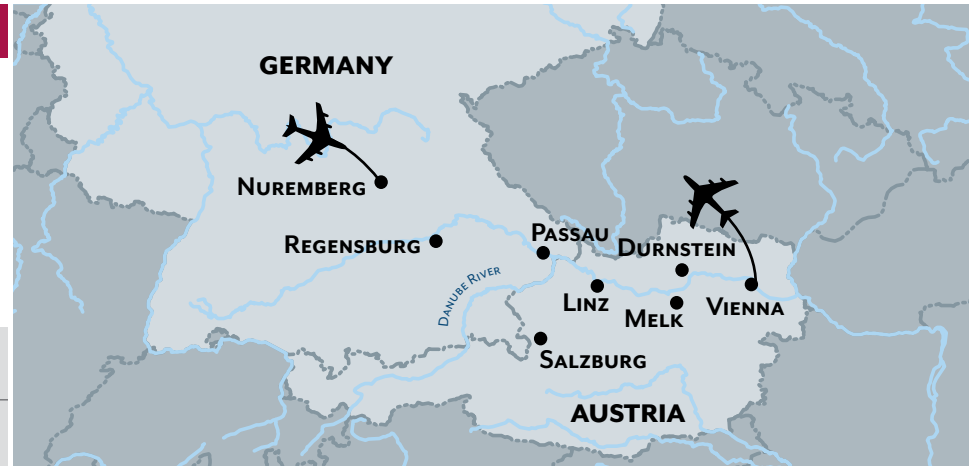 GERMANY
NUREMBERG
REGENSBURG
PASSAU
DURNSTEIN
DANUBE RIVER
LINZ
MELK
VIENNA
SALZBURG
AUSTRIA